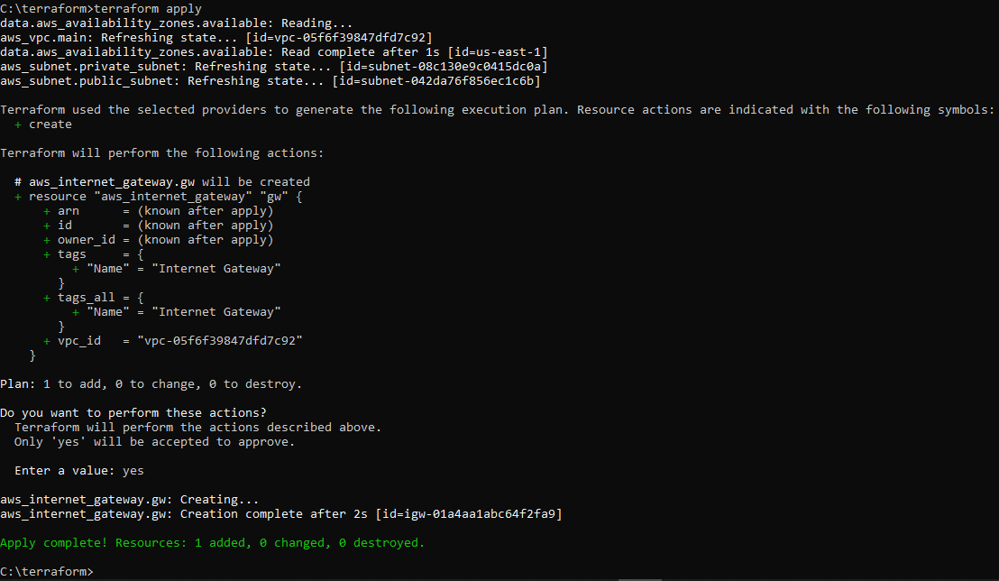 C:\terraform>terraform apply
data.aws_availability_zones.available: Reading...
aws_vpc.main: Refreshing state... [id=vpc-05f6f39847dfd7c92]
data.aws_availability_zones.available: Read complete after 1s [id=us-east-1]
aws_subnet.private_subnet: Refreshing state... [id=subnet-08c130e9c0415dc0a]
aws_subnet.public_subnet: Refreshing state... [id=subnet-042da76f856ec1c6b]

Terraform used the selected providers to generate the following execution plan. Resource actions are indicated with the following symbols:
  + create

Terraform will perform the following actions:

  # aws_internet_gateway.gw will be created
  + resource "aws_internet_gateway" "gw" {
      + arn      = (known after apply)
      + id       = (known after apply)
      + owner_id = (known after apply)
      + tags     = {
          + "Name" = "Internet Gateway"
        }
      + tags_all = {
          + "Name" = "Internet Gateway"
        }
      + vpc_id   = "vpc-05f6f39847dfd7c92"
    }

Plan: 1 to add, 0 to change, 0 to destroy.

Do you want to perform these actions?
  Terraform will perform the actions described above.
  Only 'yes' will be accepted to approve.

  Enter a value: yes

aws_internet_gateway.gw: Creating...
aws_internet_gateway.gw: Creation complete after 2s [id=igw-01a4aa1abc64f2fa9]

Apply complete! Resources: 1 added, 0 changed, 0 destroyed.

C:\terraform>